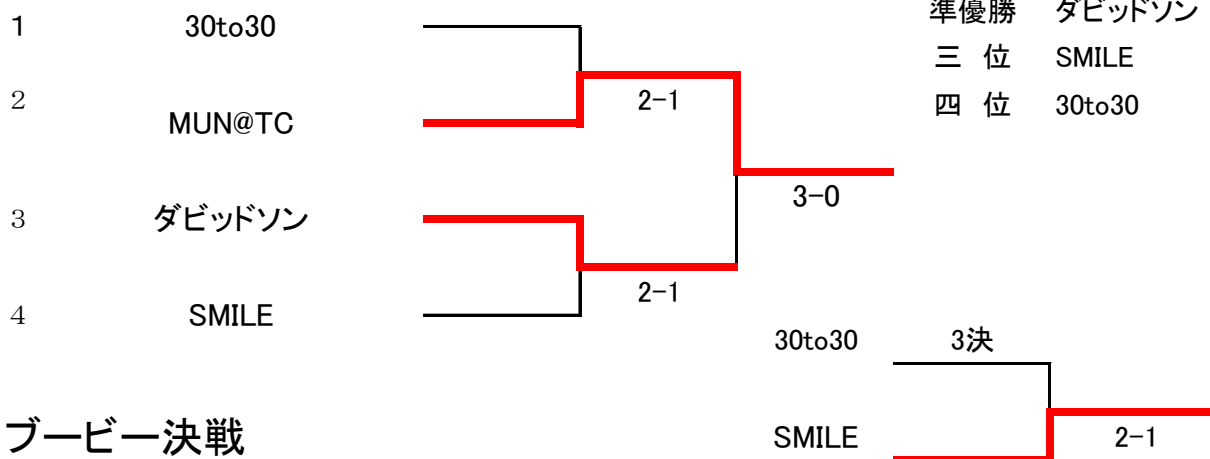 準優勝 ダビッドソン
1 30to30
三 位 SMILE
2 MUN@TC
2-1
四 位 30to30
3-0
3 ダビッドソン
2-1
4 SMILE
30to30 3決
SMILE 2-1
ブービー決戦